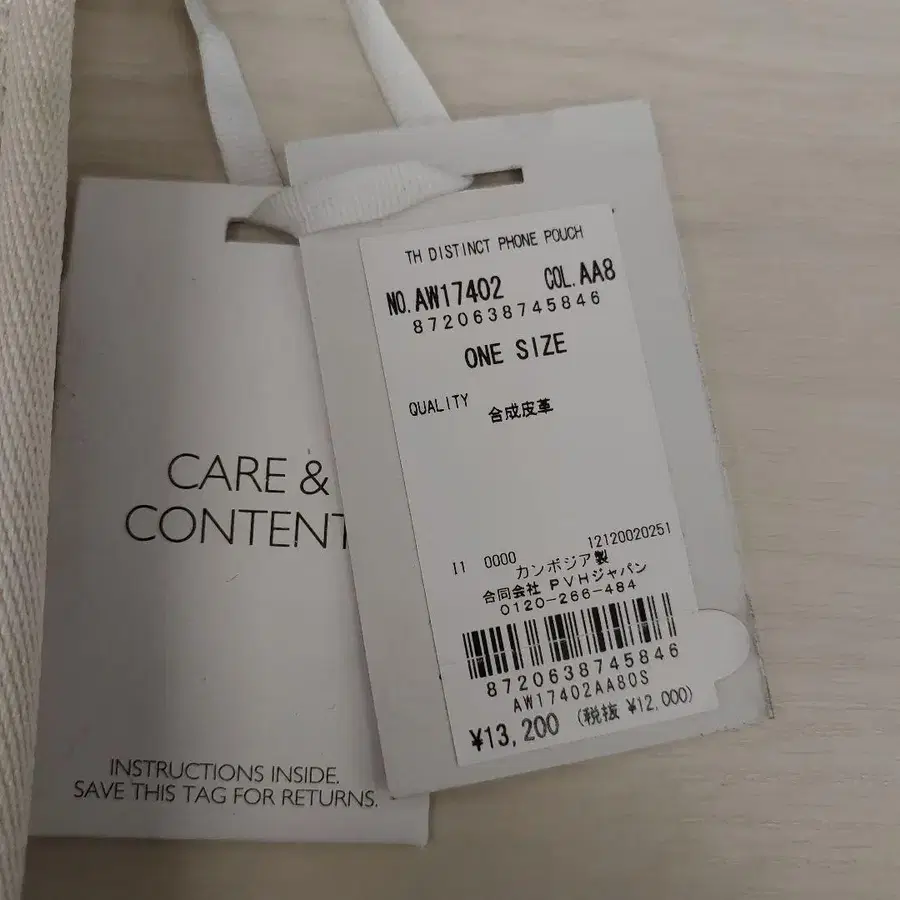 TH DISTINCT PHONE POUCH
NO. AW17402 COL. AA8
8720638745846
ONE SIZE
QUALITY 合成皮革
12120020251
I1 0000
カンボジア製
合同会社 PVHジャパン
0120-266-484
8720638745846
AW17402AA80S
¥13,200 (税抜 ¥12,000)
CARE &
CONTENT
INSTRUCTIONS INSIDE.
SAVE THIS TAG FOR RETURNS.